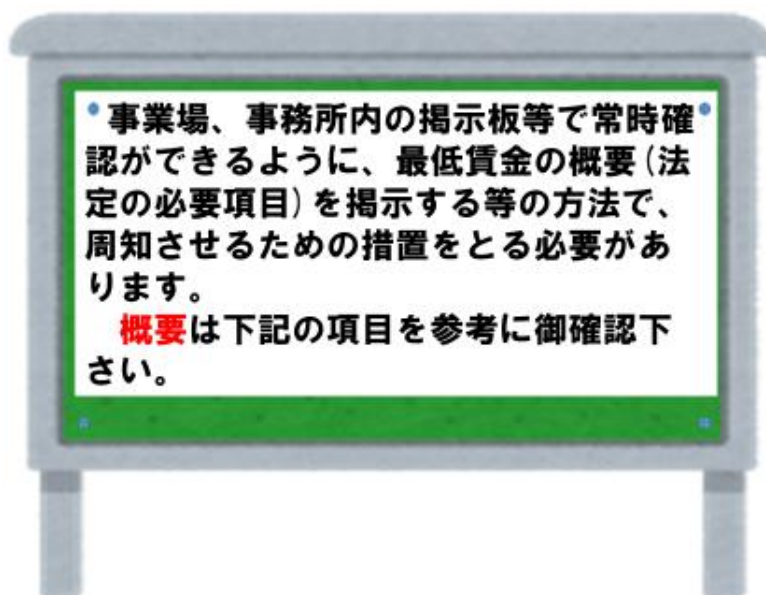 事業場、事務所内の掲示板等で常時確
認ができるように、最低賃金の概要(法
定の必要項目)を掲示する等の方法で、
周知させるための措置をとる必要があ
ります。
　概要は下記の項目を参考に御確認下
さい。